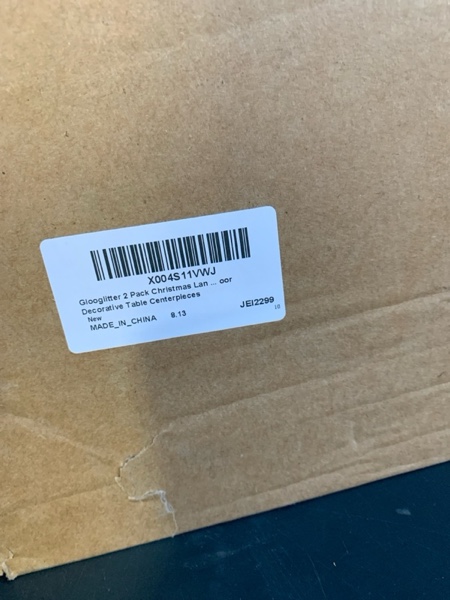 X004S11VWJ
Glooglitter 2 Pack Christmas Lan ... oor
Decorative Table Centerpieces
New
MADE_IN_CHINA 8.13 JEI2299